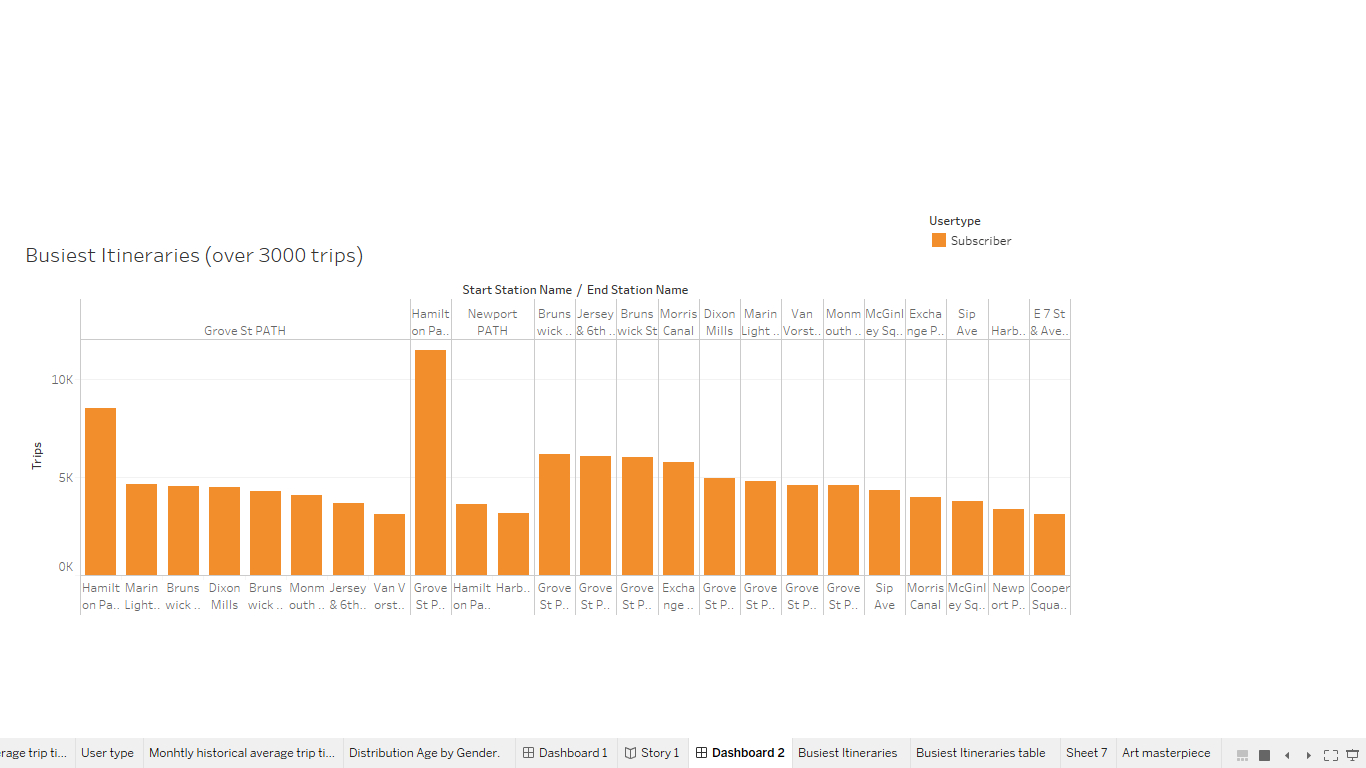 Usertype
Subscriber
Busiest Itineraries (over 3000 trips)
Start Station Name / End Station Name
Grove St PATH
Hamilt
on Pa..
Newport
PATH
Bruns
wick ..
Jersey
& 6th ..
Bruns
wick St
Morris
Canal
Dixon
Mills
Marin
Light ..
Van
Vorst..
Monm
outh ..
McGinl
ey Sq..
Excha
nge P..
Sip
Ave
Harb..
E 7 St
& Ave..
10K
5K
0K
Trips
Hamilt
on Pa..
Marin
Light..
Bruns
wick ..
Dixon
Mills
Bruns
wick ..
Monm
outh ..
Jersey
& 6th..
Van V
orst..
Grove
St P..
Hamilt
on Pa..
Harb..
Grove
St P..
Grove
St P..
Grove
St P..
Excha
nge ..
Grove
St P..
Grove
St P..
Grove
St P..
Grove
St P..
Sip
Ave
Morris
Canal
McGinl
ey Sq..
Newp
ort P..
Cooper
Squa..
erage trip ti...
User type
Monhtly historical average trip ti...
Distribution Age by Gender.
Dashboard 1
Story 1
Dashboard 2
Busiest Itineraries
Busiest Itineraries table
Sheet 7
Art masterpiece